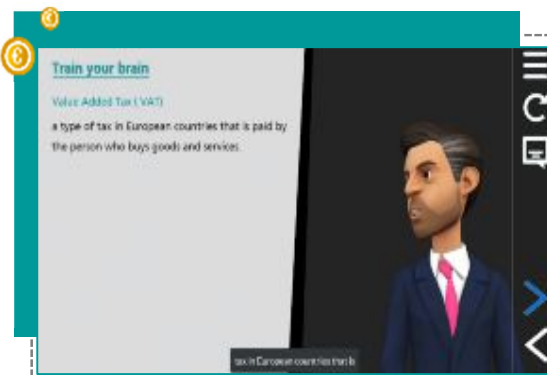 Train your brain
Value Added Tax ( VAT)
a type of tax in European countries that is paid by
the person who buys goods and services.
tax in European countries that is